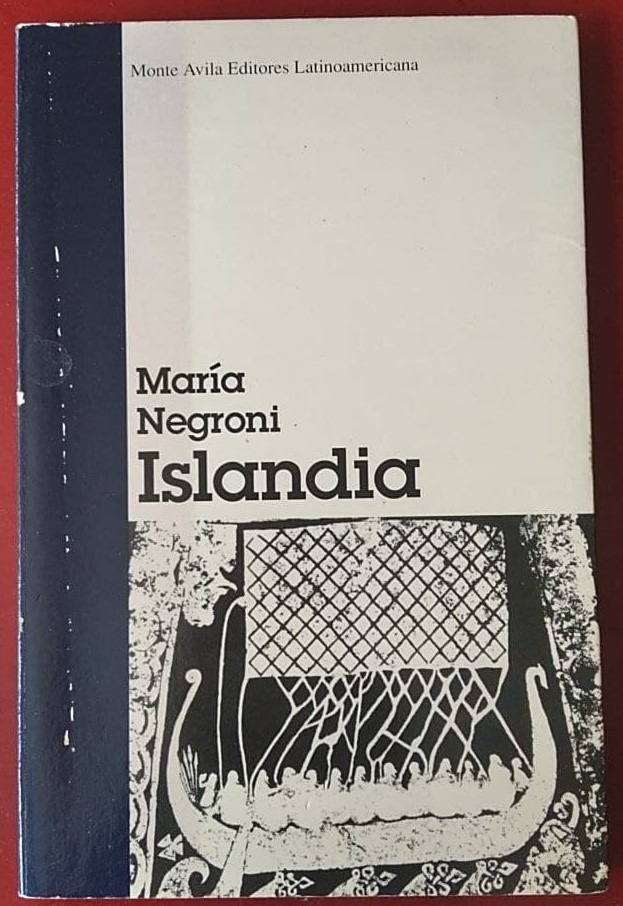 Monte Avila Editores Latinoamericana
María
Negroni
Islandia